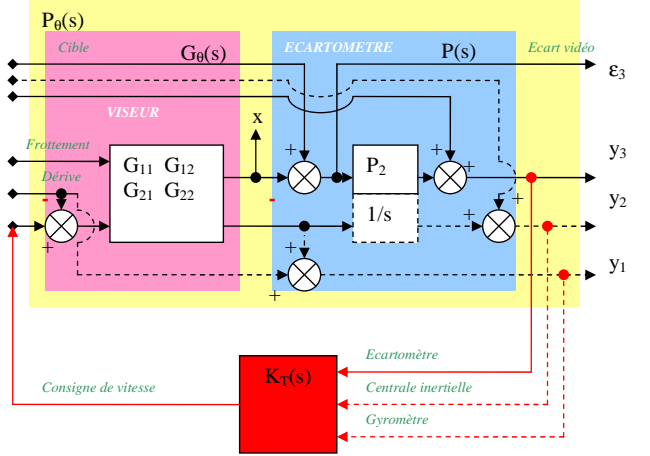 Pθ(s)
Cible
ECARTOMETRE
P(s)
Ecart vidéo
Gθ(s)
ε3
VISEUR
x
Frottement
+
+
+
y3
G11 G12
G21 G22
P2
Dérive
-
-
+
y2
1/s
+
+
+
+
y1
Ecartomètre
KT(s)
Consigne de vitesse
Centrale inertielle
Gyromètre